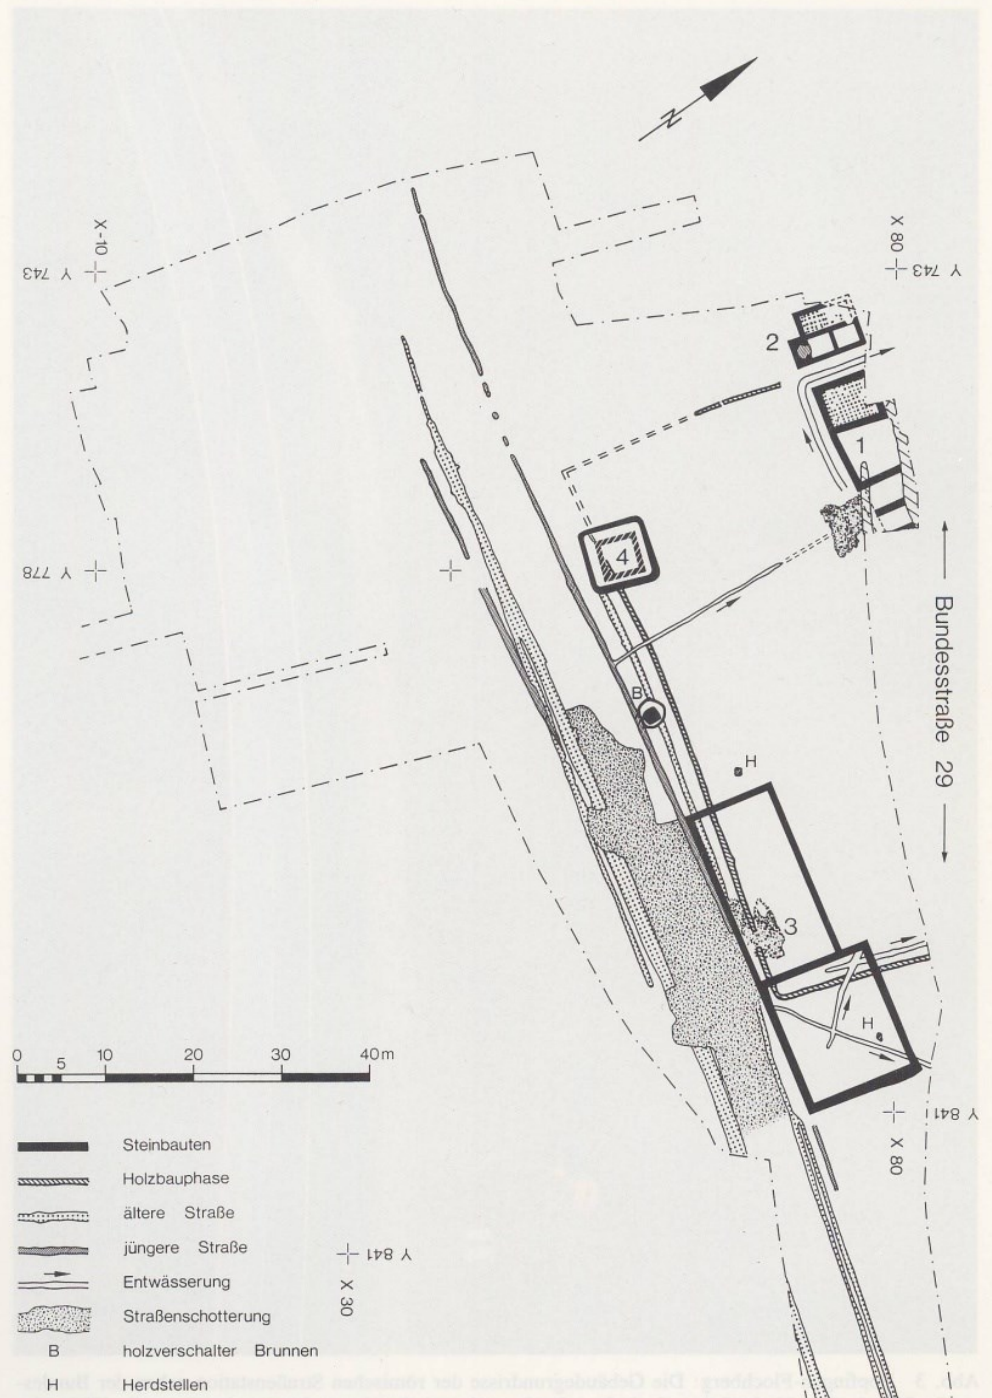 N
X -10
Y 743
X 80
Y 743
2
1
4
Y 778
Bundesstraße 29
B
H
3
H
0 5 10 20 30 40m
Y 841
X 80
Steinbauten
Holzbauphase
ältere Straße
jüngere Straße
Y 841
X 30
Entwässerung
Straßenschotterung
B holzverschalter Brunnen
H Herdstellen